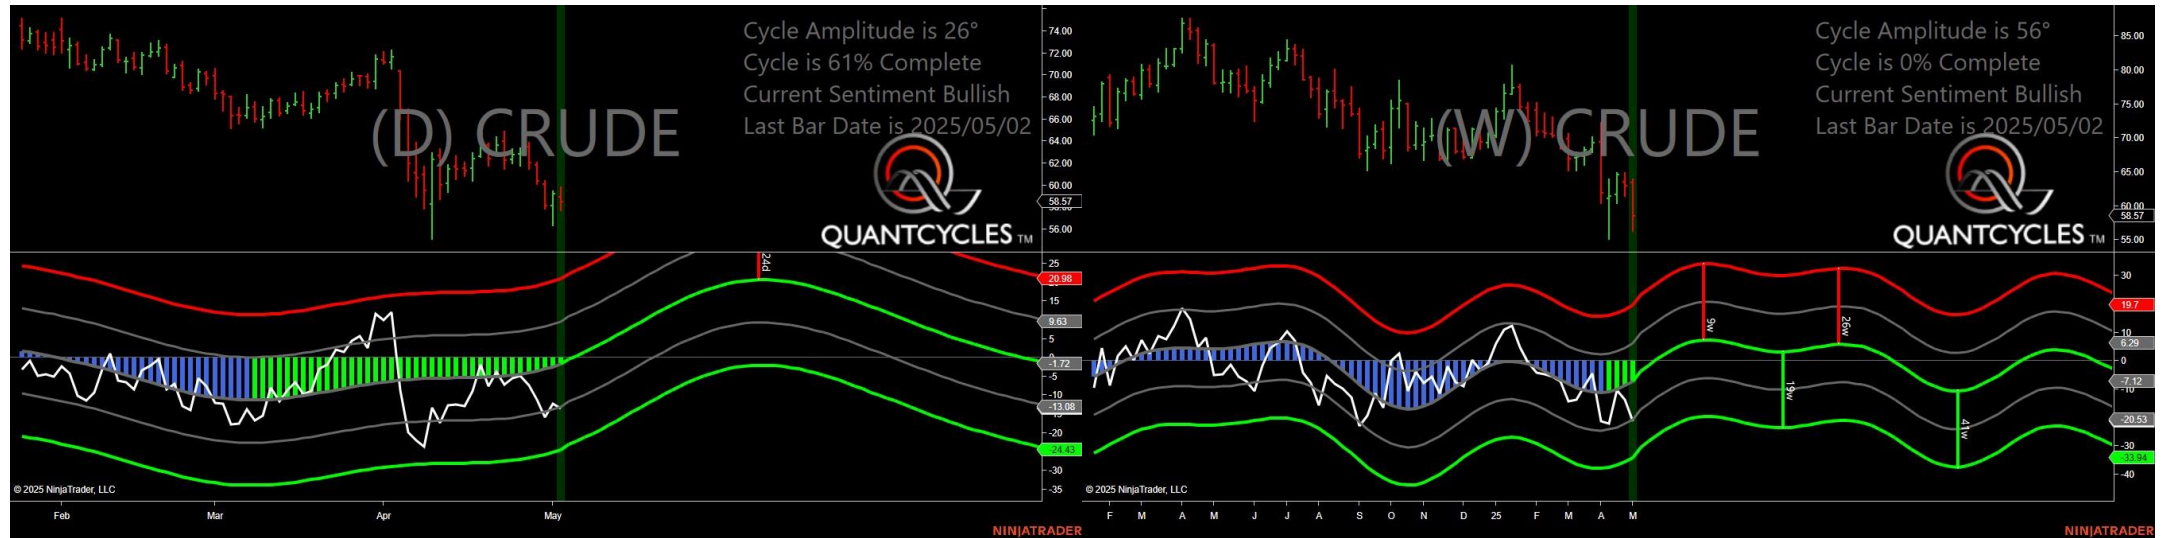 Cycle Amplitude is 26°
Cycle is 61% Complete
Current Sentiment Bullish
Last Bar Date is 2025/05/02
(D) CRUDE
QUANTCYCLES TM
74.00
72.00
70.00
68.00
66.00
64.00
62.00
60.00
58.57
56.00
24d
25
20.98
15
9.63
5
0
-1.72
-5
-10
-13.08
-20
-24.43
-30
-35
© 2025 NinjaTrader, LLC
Feb Mar Apr May
NINJATRADER
Cycle Amplitude is 56°
Cycle is 0% Complete
Current Sentiment Bullish
Last Bar Date is 2025/05/02
(W) CRUDE
QUANTCYCLES TM
85.00
80.00
75.00
70.00
65.00
60.00
58.57
55.00
9w
26w
19w
41w
30
19.7
10
6.29
0
-7.12
-10
-20.53
-30
-33.94
-40
© 2025 NinjaTrader, LLC
F M A M J J A S O N D 25 F M A M
NINJATRADER